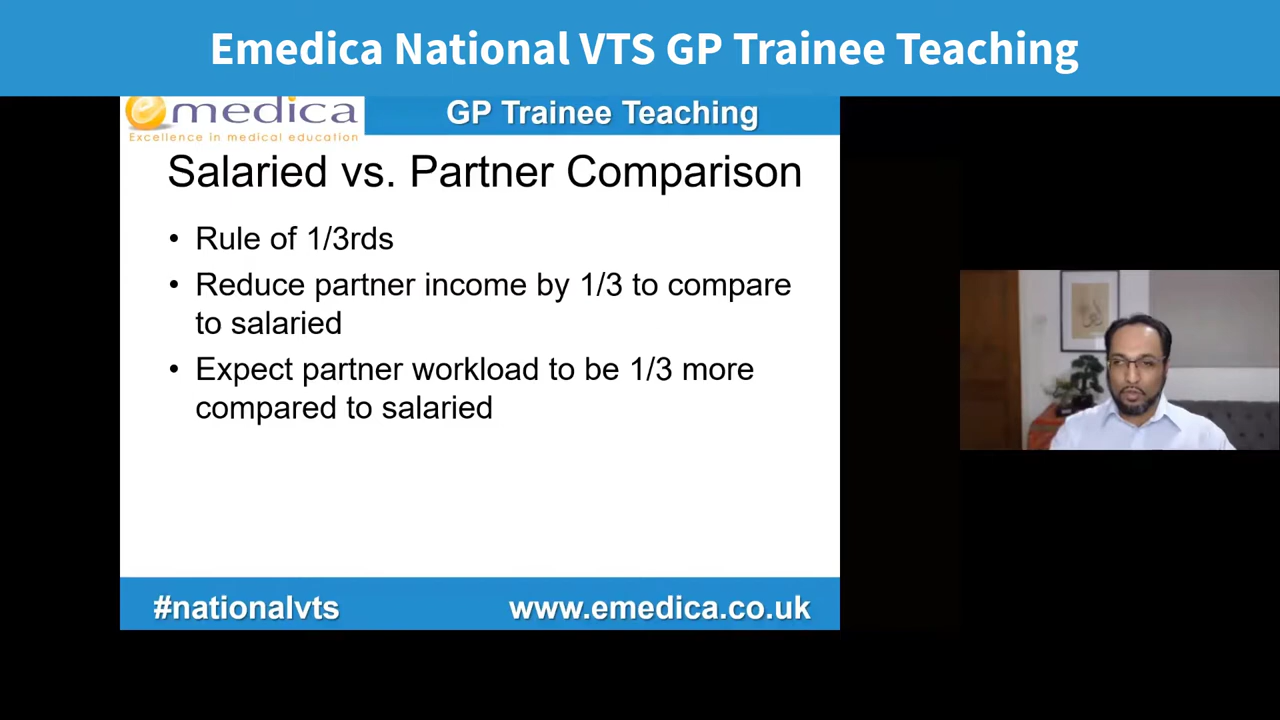 Emedica National VTS GP Trainee Teaching
emedica
Excellence in medical education
GP Trainee Teaching
Salaried vs. Partner Comparison
• Rule of 1/3rds
• Reduce partner income by 1/3 to compare
to salaried
• Expect partner workload to be 1/3 more
compared to salaried
#nationalvts
www.emedica.co.uk